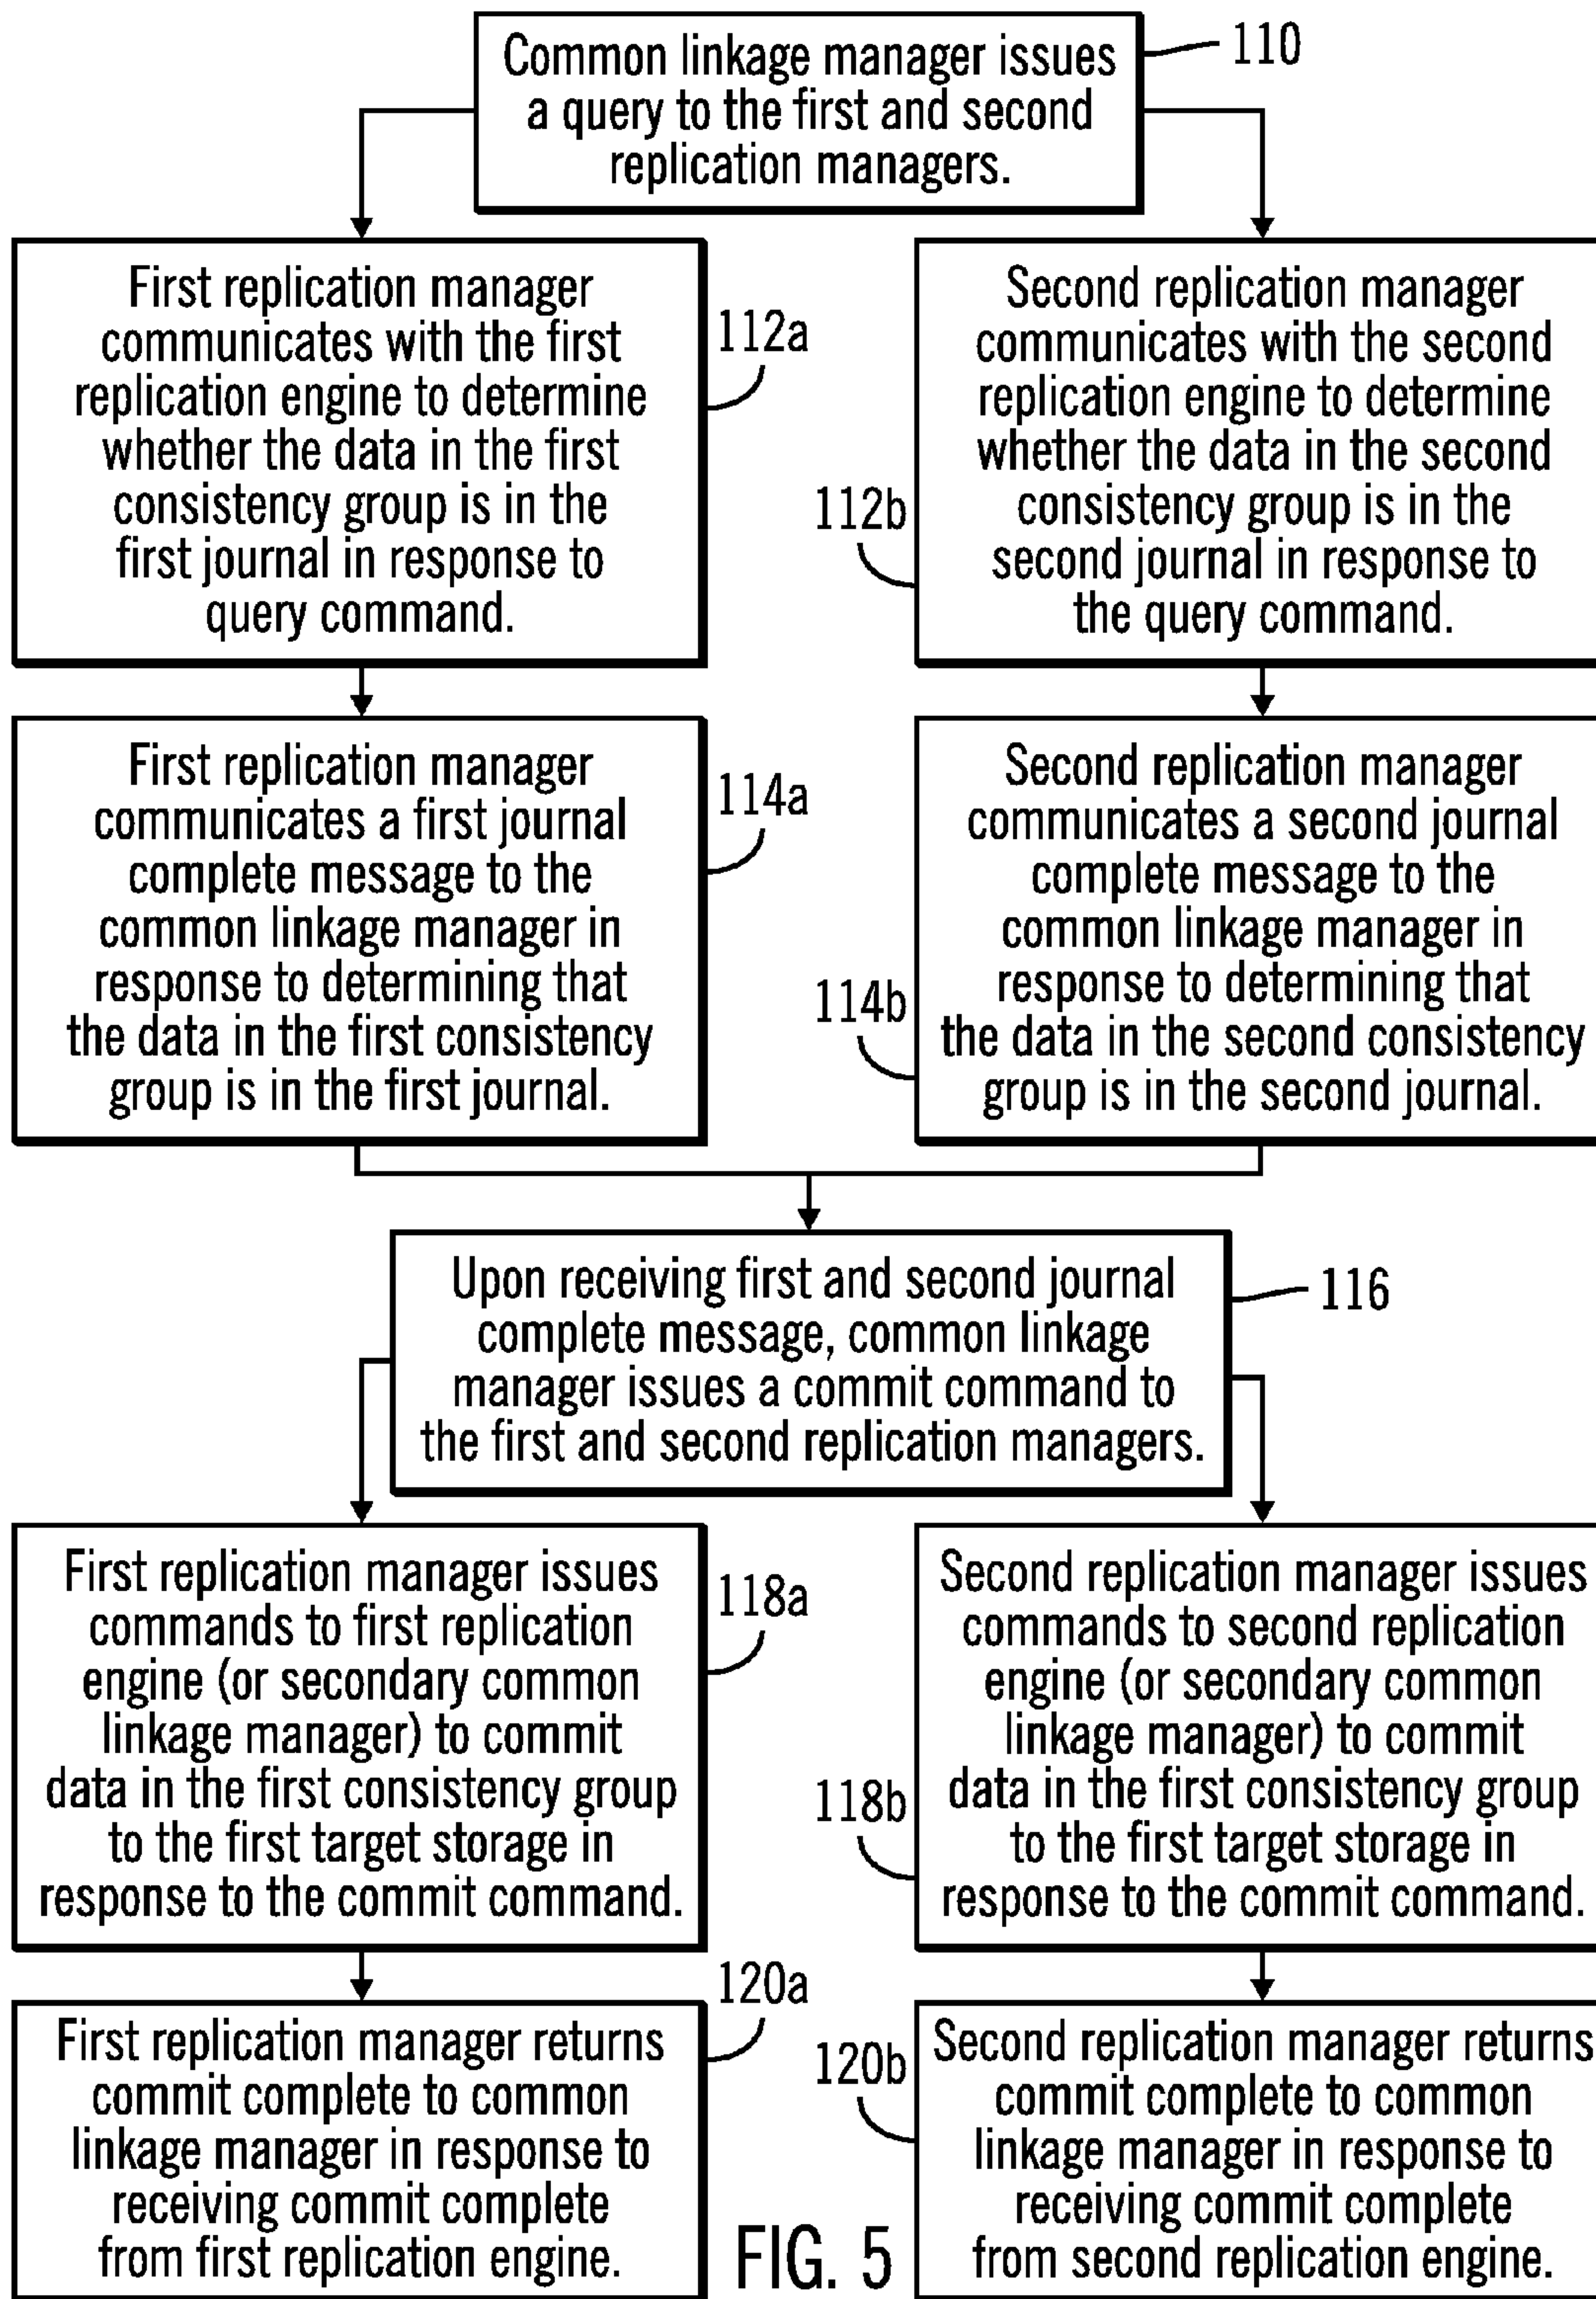 Common linkage manager issues
a query to the first and second
replication managers.
110
First replication manager
communicates with the first
replication engine to determine
whether the data in the first
consistency group is in the
first journal in response to
query command.
112a
Second replication manager
communicates with the second
replication engine to determine
whether the data in the second
consistency group is in the
second journal in response to
the query command.
112b
First replication manager
communicates a first journal
complete message to the
common linkage manager in
response to determining that
the data in the first consistency
group is in the first journal.
114a
Second replication manager
communicates a second journal
complete message to the
common linkage manager in
response to determining that
the data in the second consistency
group is in the second journal.
114b
Upon receiving first and second journal
complete message, common linkage
manager issues a commit command to
the first and second replication managers.
116
First replication manager issues
commands to first replication
engine (or secondary common
linkage manager) to commit
data in the first consistency group
to the first target storage in
response to the commit command.
118a
Second replication manager issues
commands to second replication
engine (or secondary common
linkage manager) to commit
data in the first consistency group
to the first target storage in
response to the commit command.
118b
First replication manager returns
commit complete to common
linkage manager in response to
receiving commit complete
from first replication engine.
120a
Second replication manager returns
commit complete to common
linkage manager in response to
receiving commit complete
from second replication engine.
120b
FIG. 5